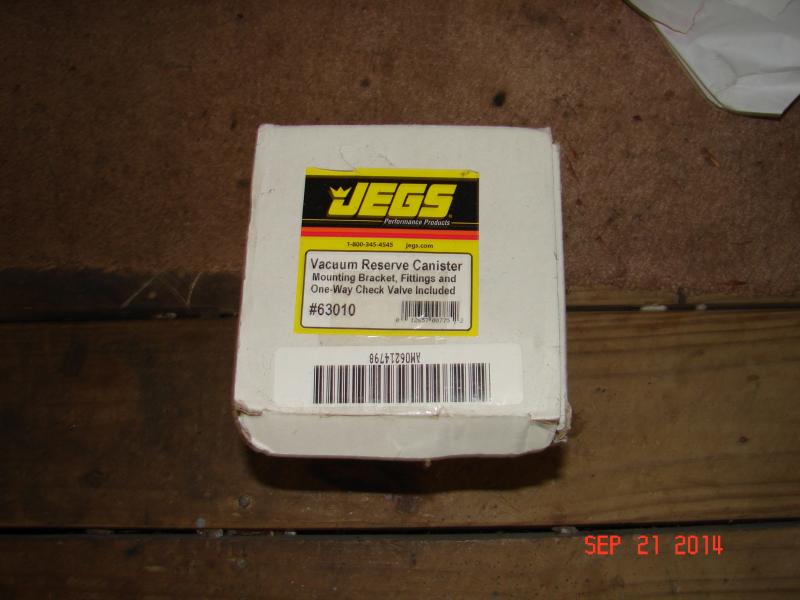 JEGS
Performance Products
1-800-345-4545 jegs.com
Vacuum Reserve Canister
Mounting Bracket, Fittings and
One-Way Check Valve Included
#63010
AM06214798
SEP 21 2014